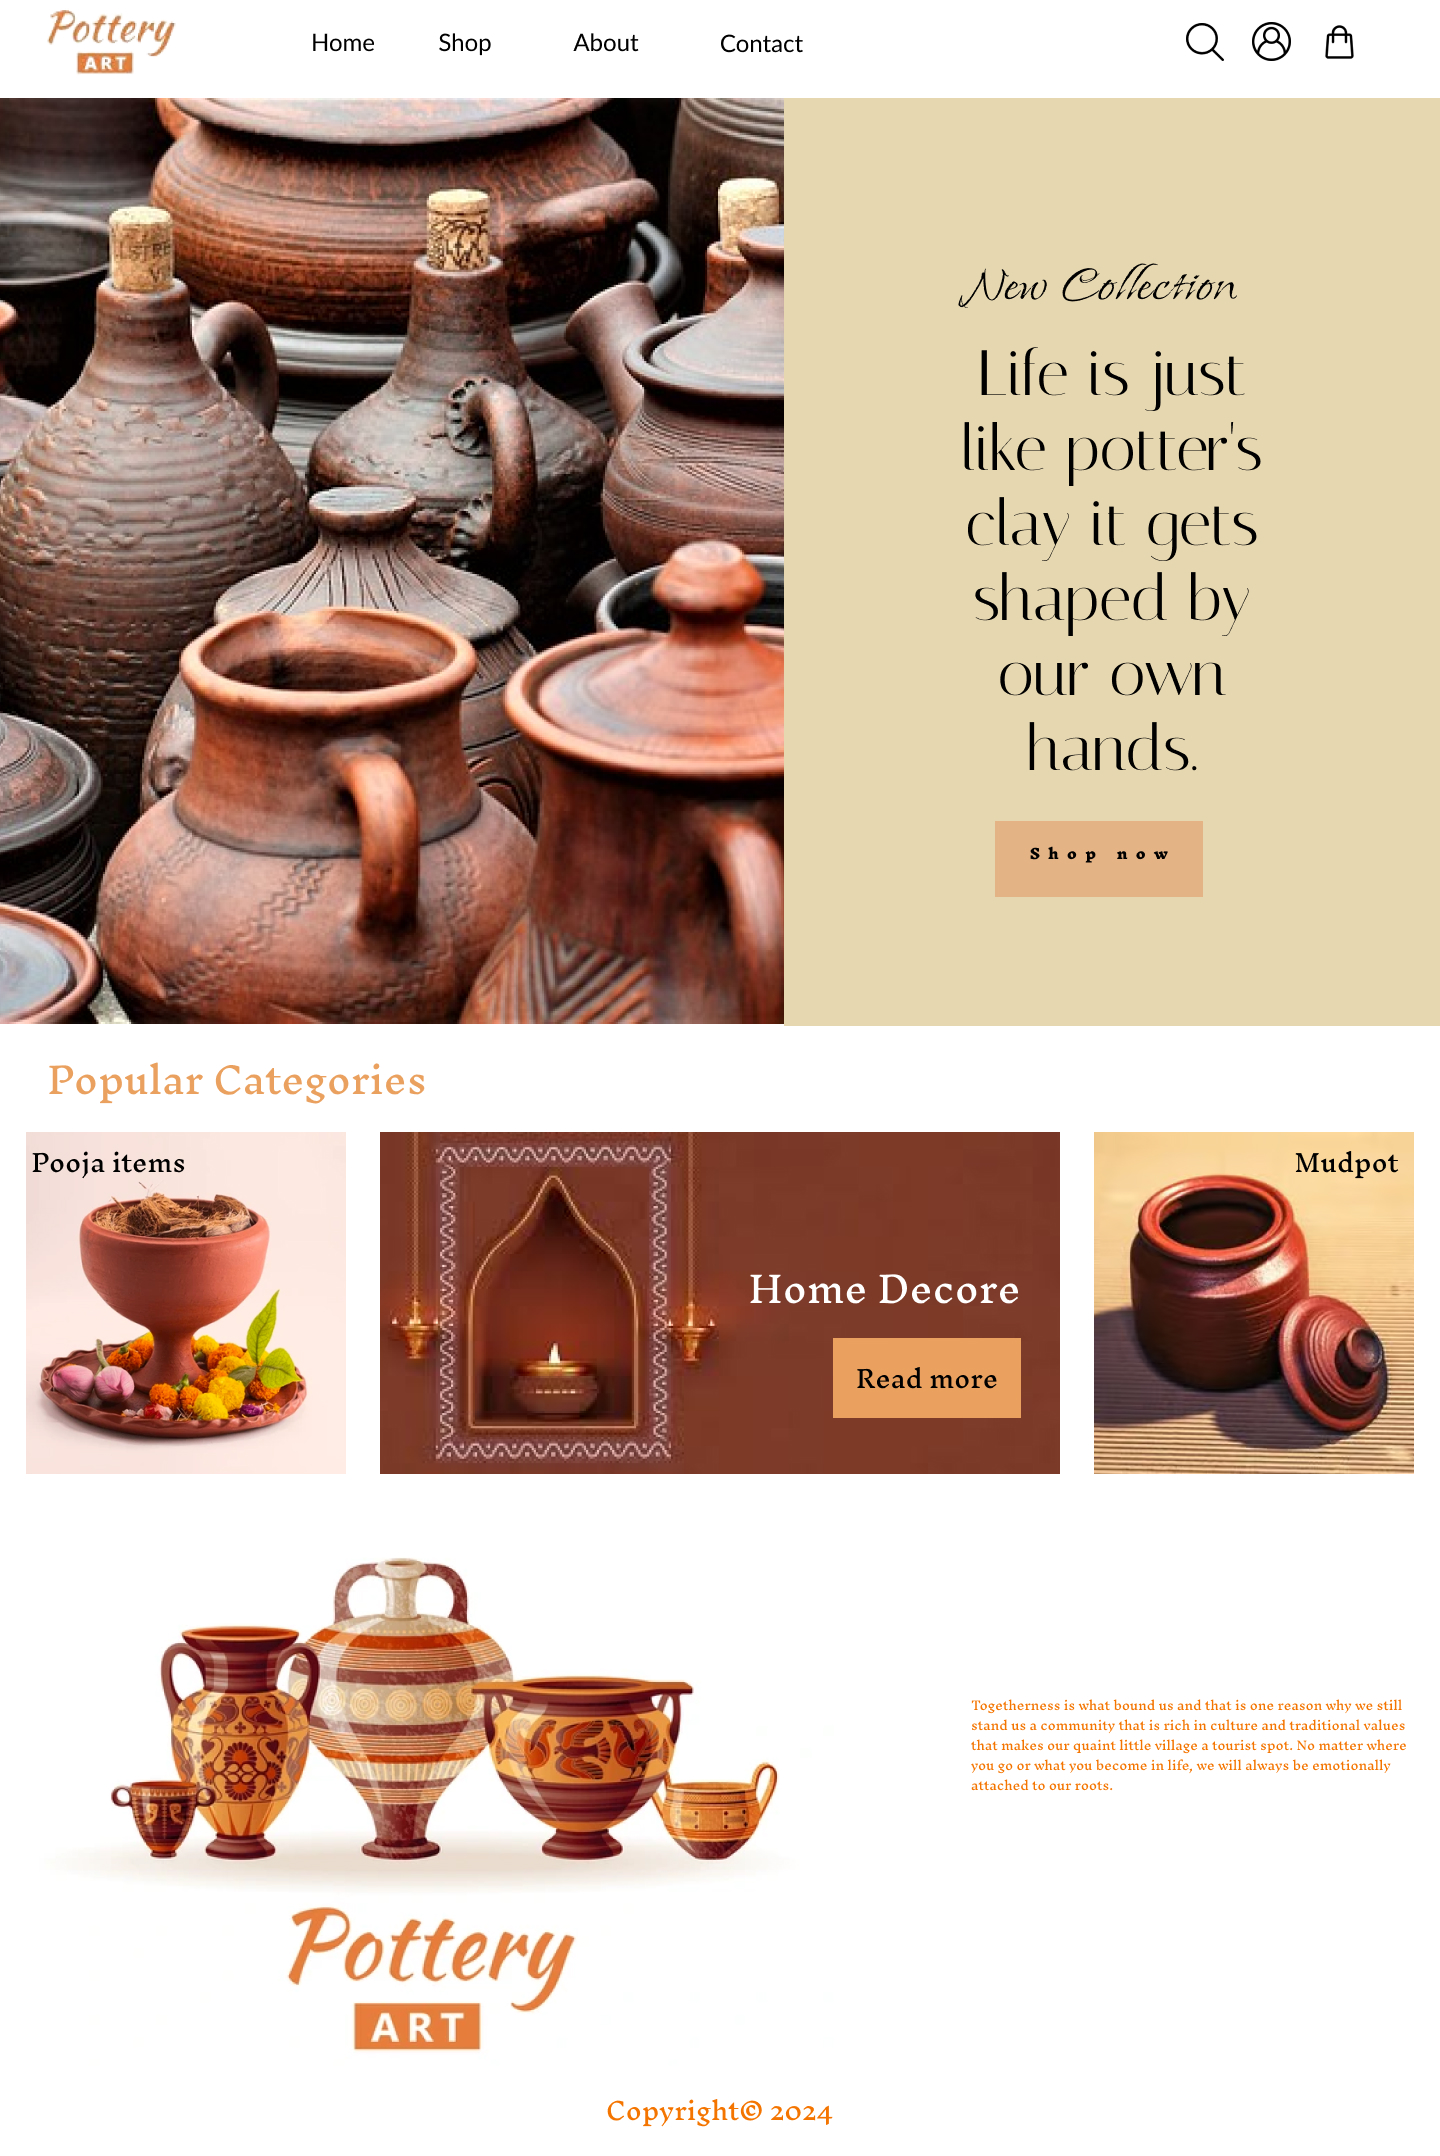 Pottery
ART
Home
Shop
About
Contact
New Collection
Life is just
like potter's
clay it gets
shaped by
our own
hands.
Shop now
Popular Categories
Pooja items
Home Decore
Read more
Mudpot
Togetherness is what bound us and that is one reason why we still
stand us a community that is rich in culture and traditional values
that makes our quaint little village a tourist spot. No matter where
you go or what you become in life, we will always be emotionally
attached to our roots.
Pottery
ART
Copyright© 2024